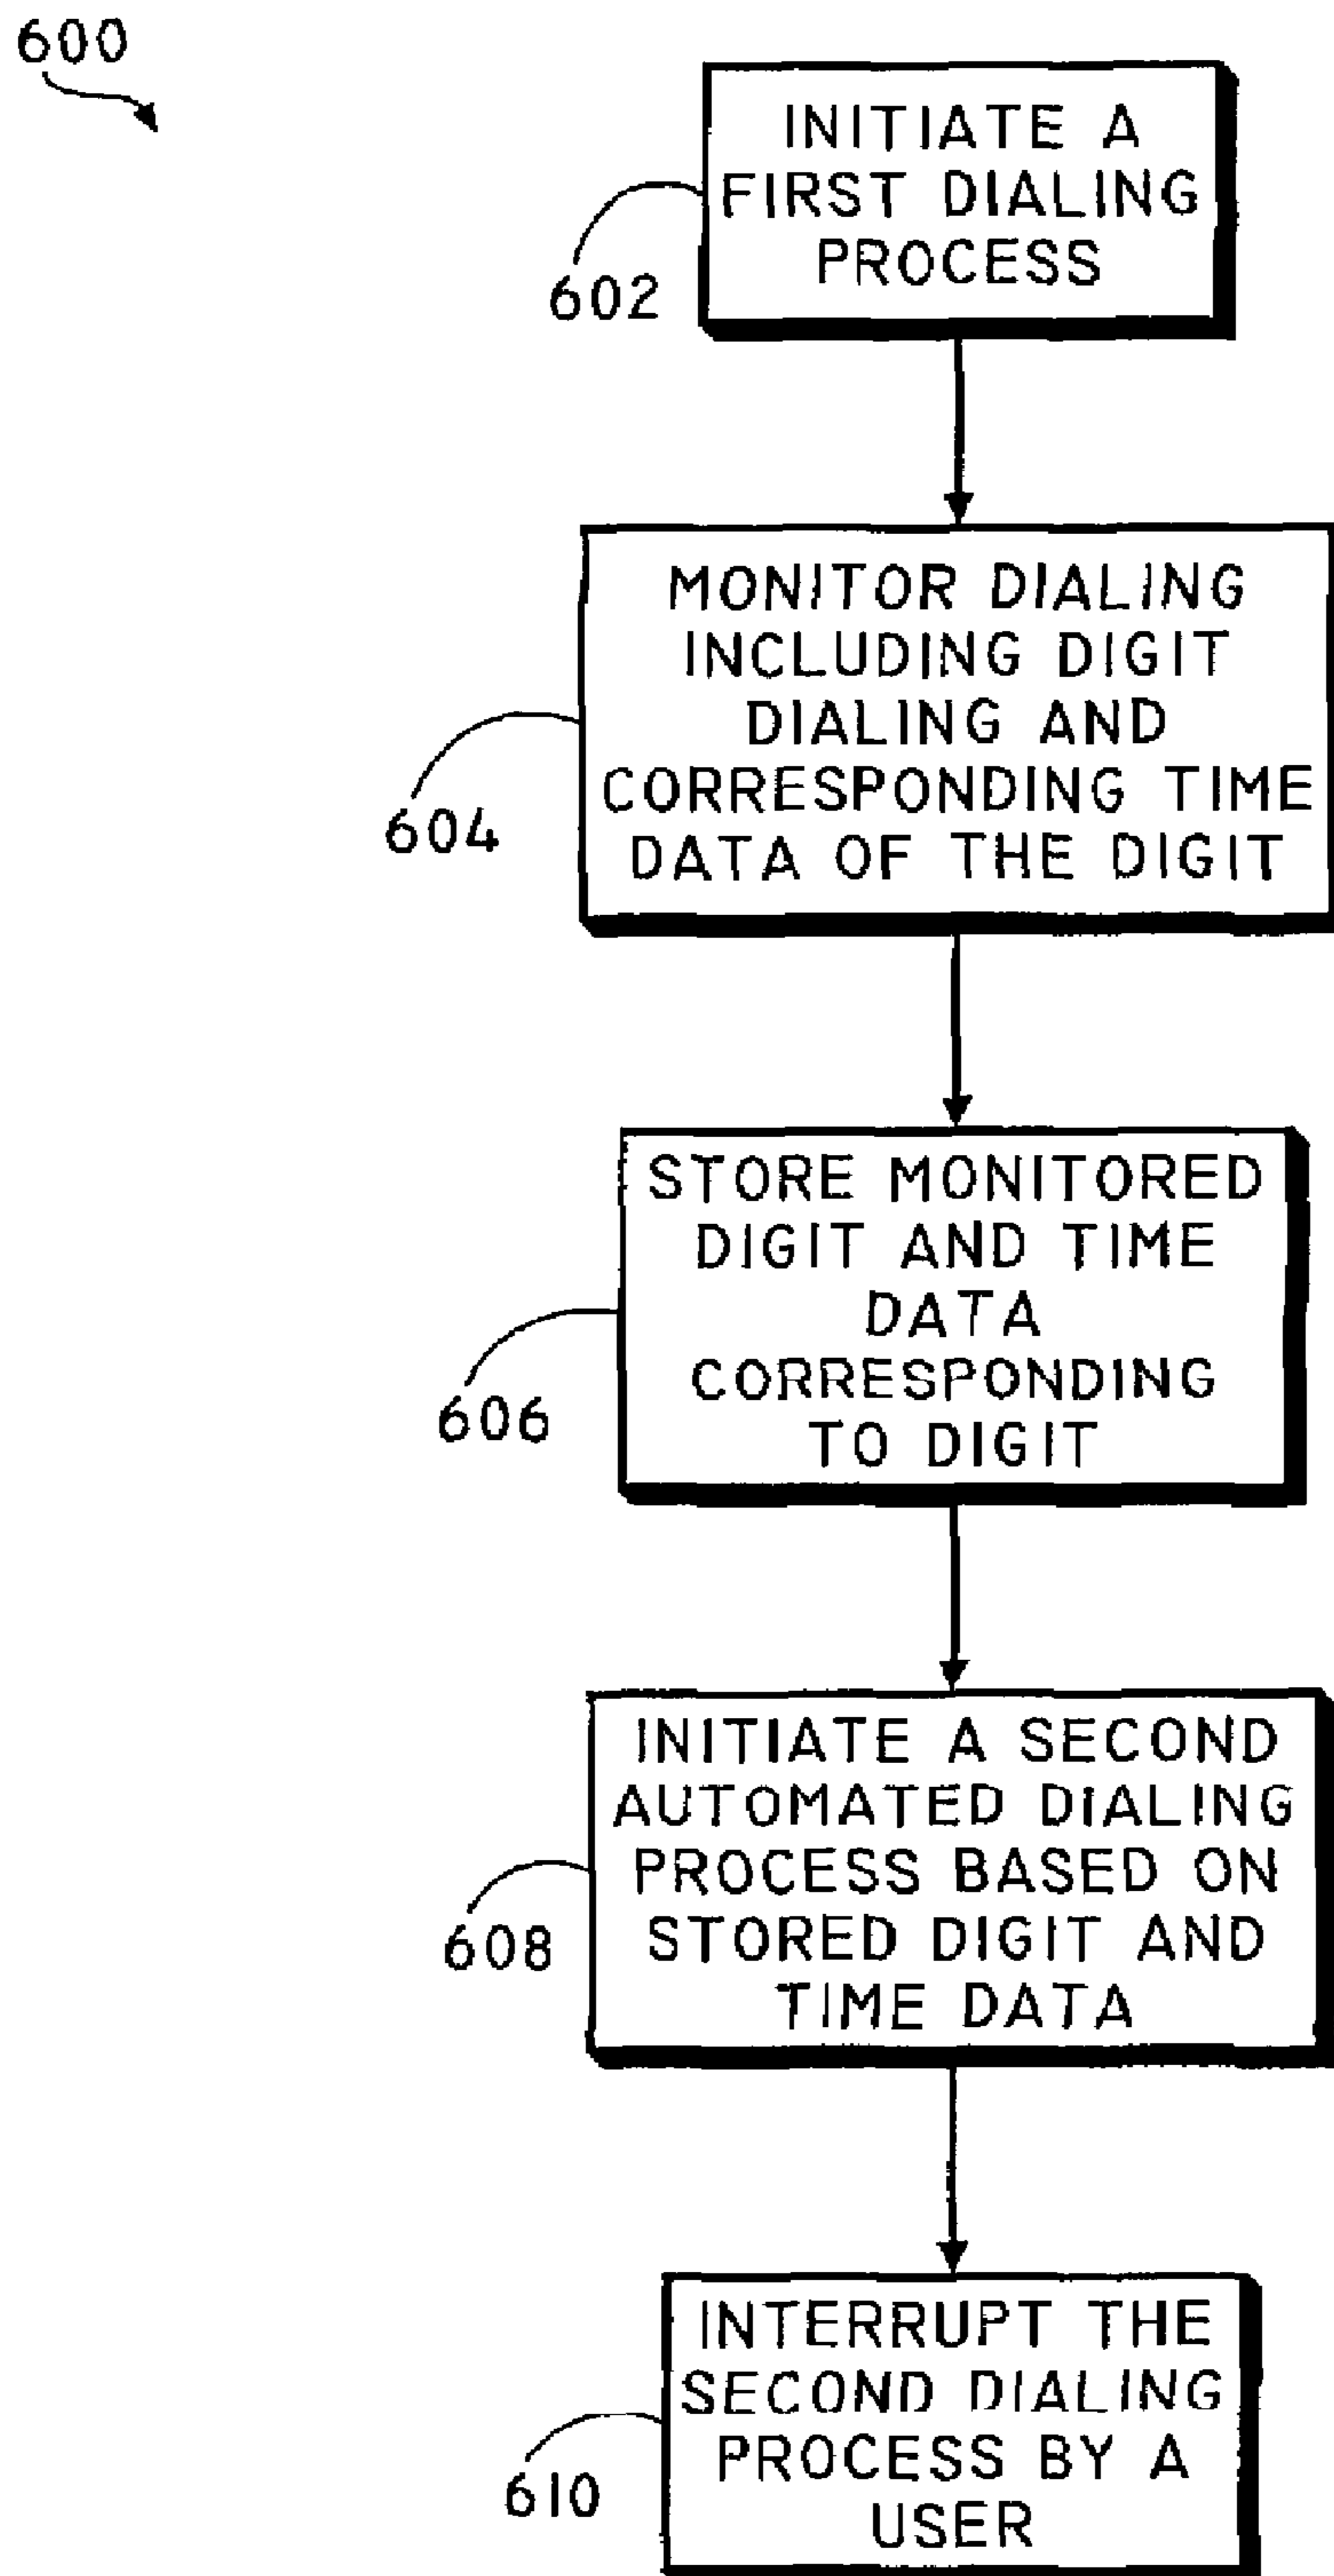 600
INITIATE A
FIRST DIALING
PROCESS
602
MONITOR DIALING
INCLUDING DIGIT
DIALING AND
CORRESPONDING TIME
DATA OF THE DIGIT
604
STORE MONITORED
DIGIT AND TIME
DATA
CORRESPONDING
TO DIGIT
606
INITIATE A SECOND
AUTOMATED DIALING
PROCESS BASED ON
STORED DIGIT AND
TIME DATA
608
INTERRUPT THE
SECOND DIALING
PROCESS BY A
USER
610